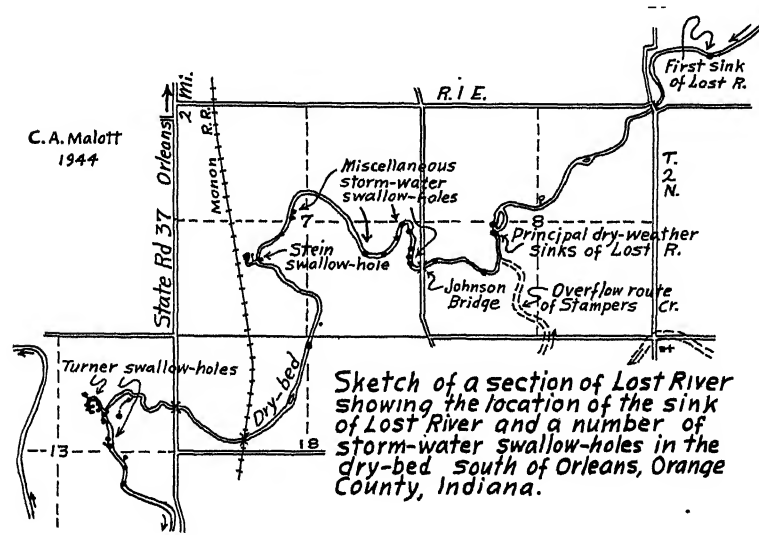 First sink
of Lost R.
R. 1 E.
2 Mi.
Orleans
R.R.
Monon
State Rd 37
C. A. Malott
1944
T.
2
N.
Miscellaneous
storm-water
swallow-holes
7
8
Principal dry-weather
sinks of Lost R.
Stein
swallow-hole
Johnson
Bridge
Overflow route
of Stampers Cr.
Turner swallow-holes
Dry-bed
13
18
Sketch of a section of Lost River
showing the location of the sink
of Lost River and a number of
storm-water swallow-holes in the
dry-bed south of Orleans, Orange
County, Indiana.